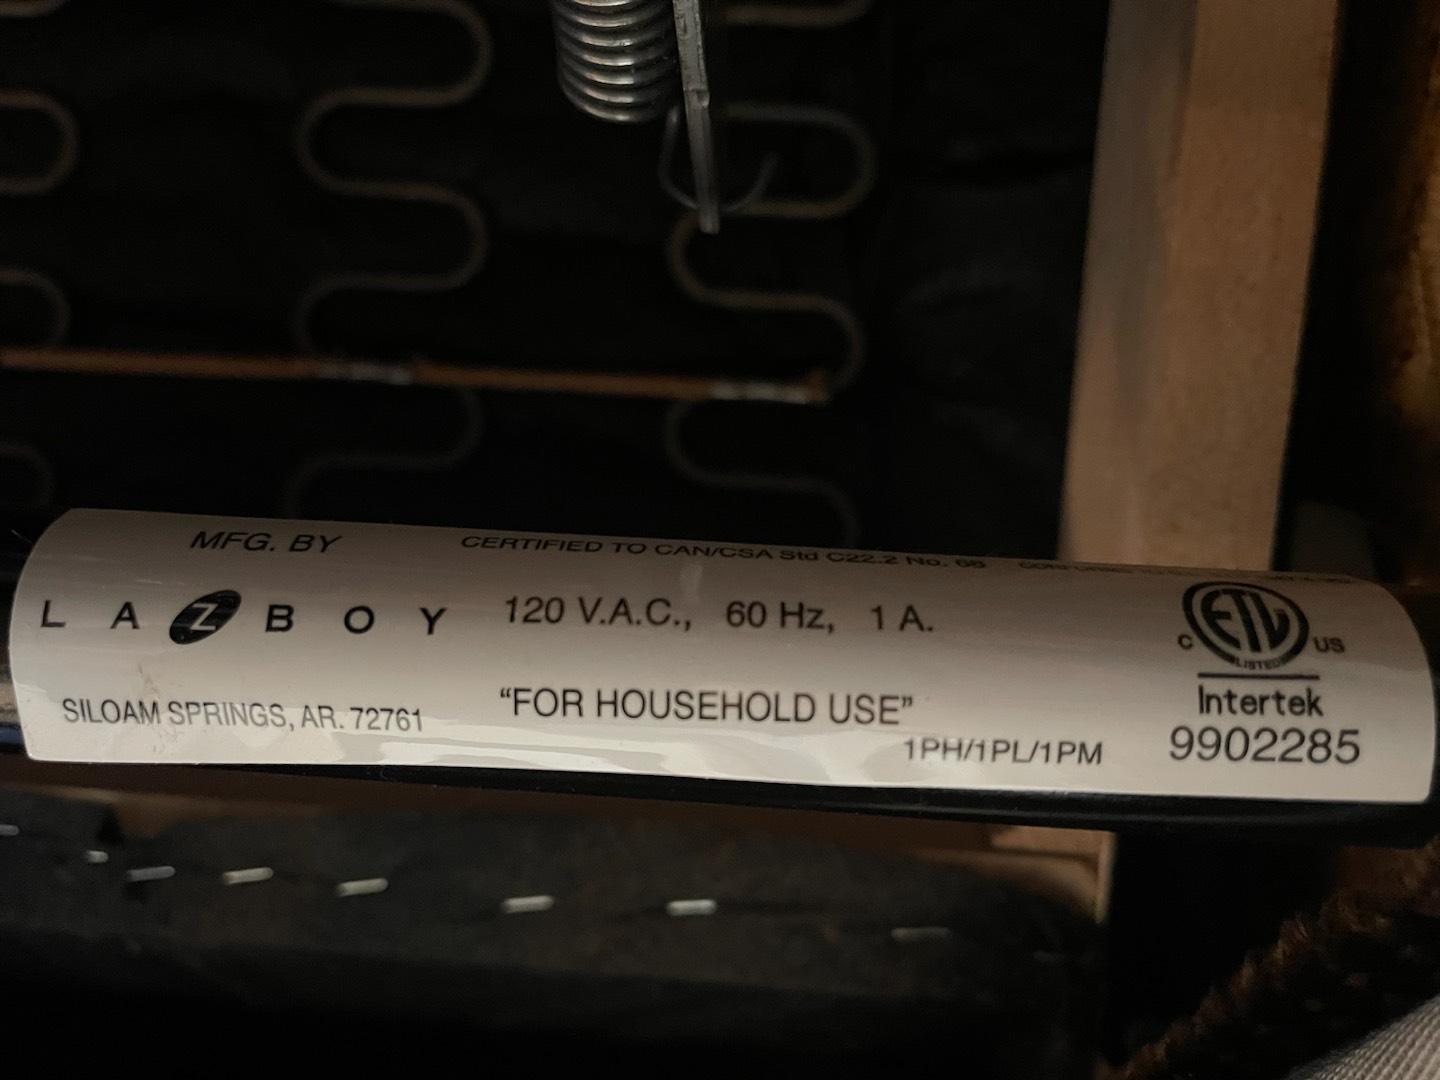 MFG. BY
CERTIFIED TO CAN/CSA Std C22.2 No. 68
LAZBOY
120 V.A.C., 60 Hz, 1 A.
C ETL US
LISTED
SILOAM SPRINGS, AR. 72761
"FOR HOUSEHOLD USE"
Intertek
1PH/1PL/1PM
9902285